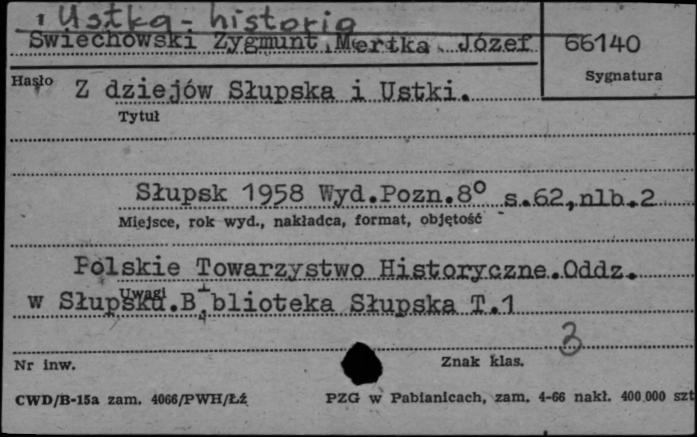 Ustka - historia
Świechowski Zygmunt, Mertka Józef 66140
Hasło Sygnatura
Z dziejów Słupska i Ustki.
Tytuł
Słupsk 1958 Wyd.Pozn.8° s.62,nlb.2
Miejsce, rok wyd., nakładca, format, objętość
Polskie Towarzystwo Historyczne.Oddz.
Uwagi
w Słupsku.Biblioteka Słupska T.1
3
Nr inw. Znak klas.
CWD/B-15a zam. 4066/PWH/Łź PZG w Pabianicach, zam. 4-66 nakł. 400 000 szt